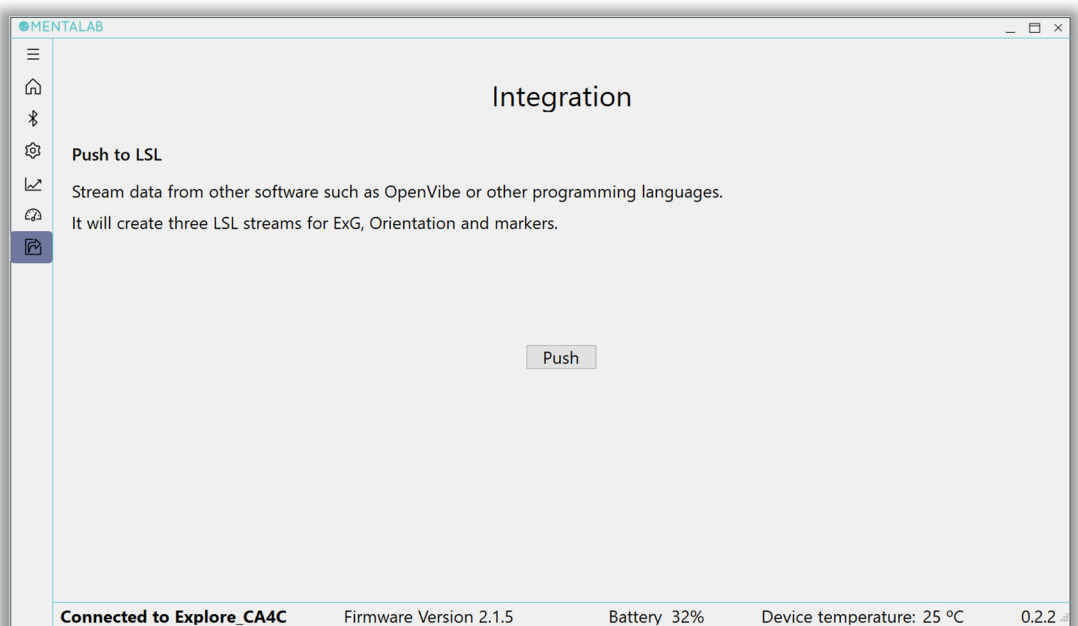 MENTALAB
Integration
Push to LSL
Stream data from other software such as OpenVibe or other programming languages.
It will create three LSL streams for ExG, Orientation and markers.
Push
Connected to Explore_CA4C Firmware Version 2.1.5 Battery 32% Device temperature: 25 ºC 0.2.2